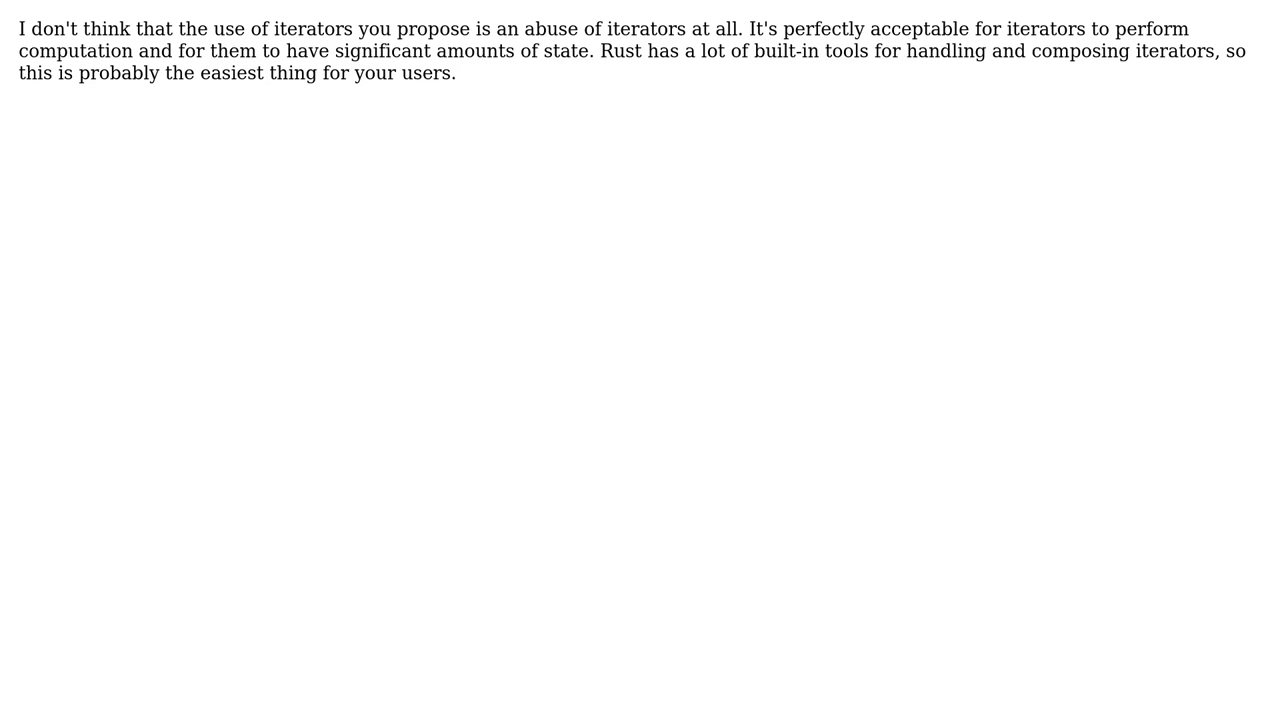 I don't think that the use of iterators you propose is an abuse of iterators at all. It's perfectly acceptable for iterators to perform
computation and for them to have significant amounts of state. Rust has a lot of built-in tools for handling and composing iterators, so
this is probably the easiest thing for your users.